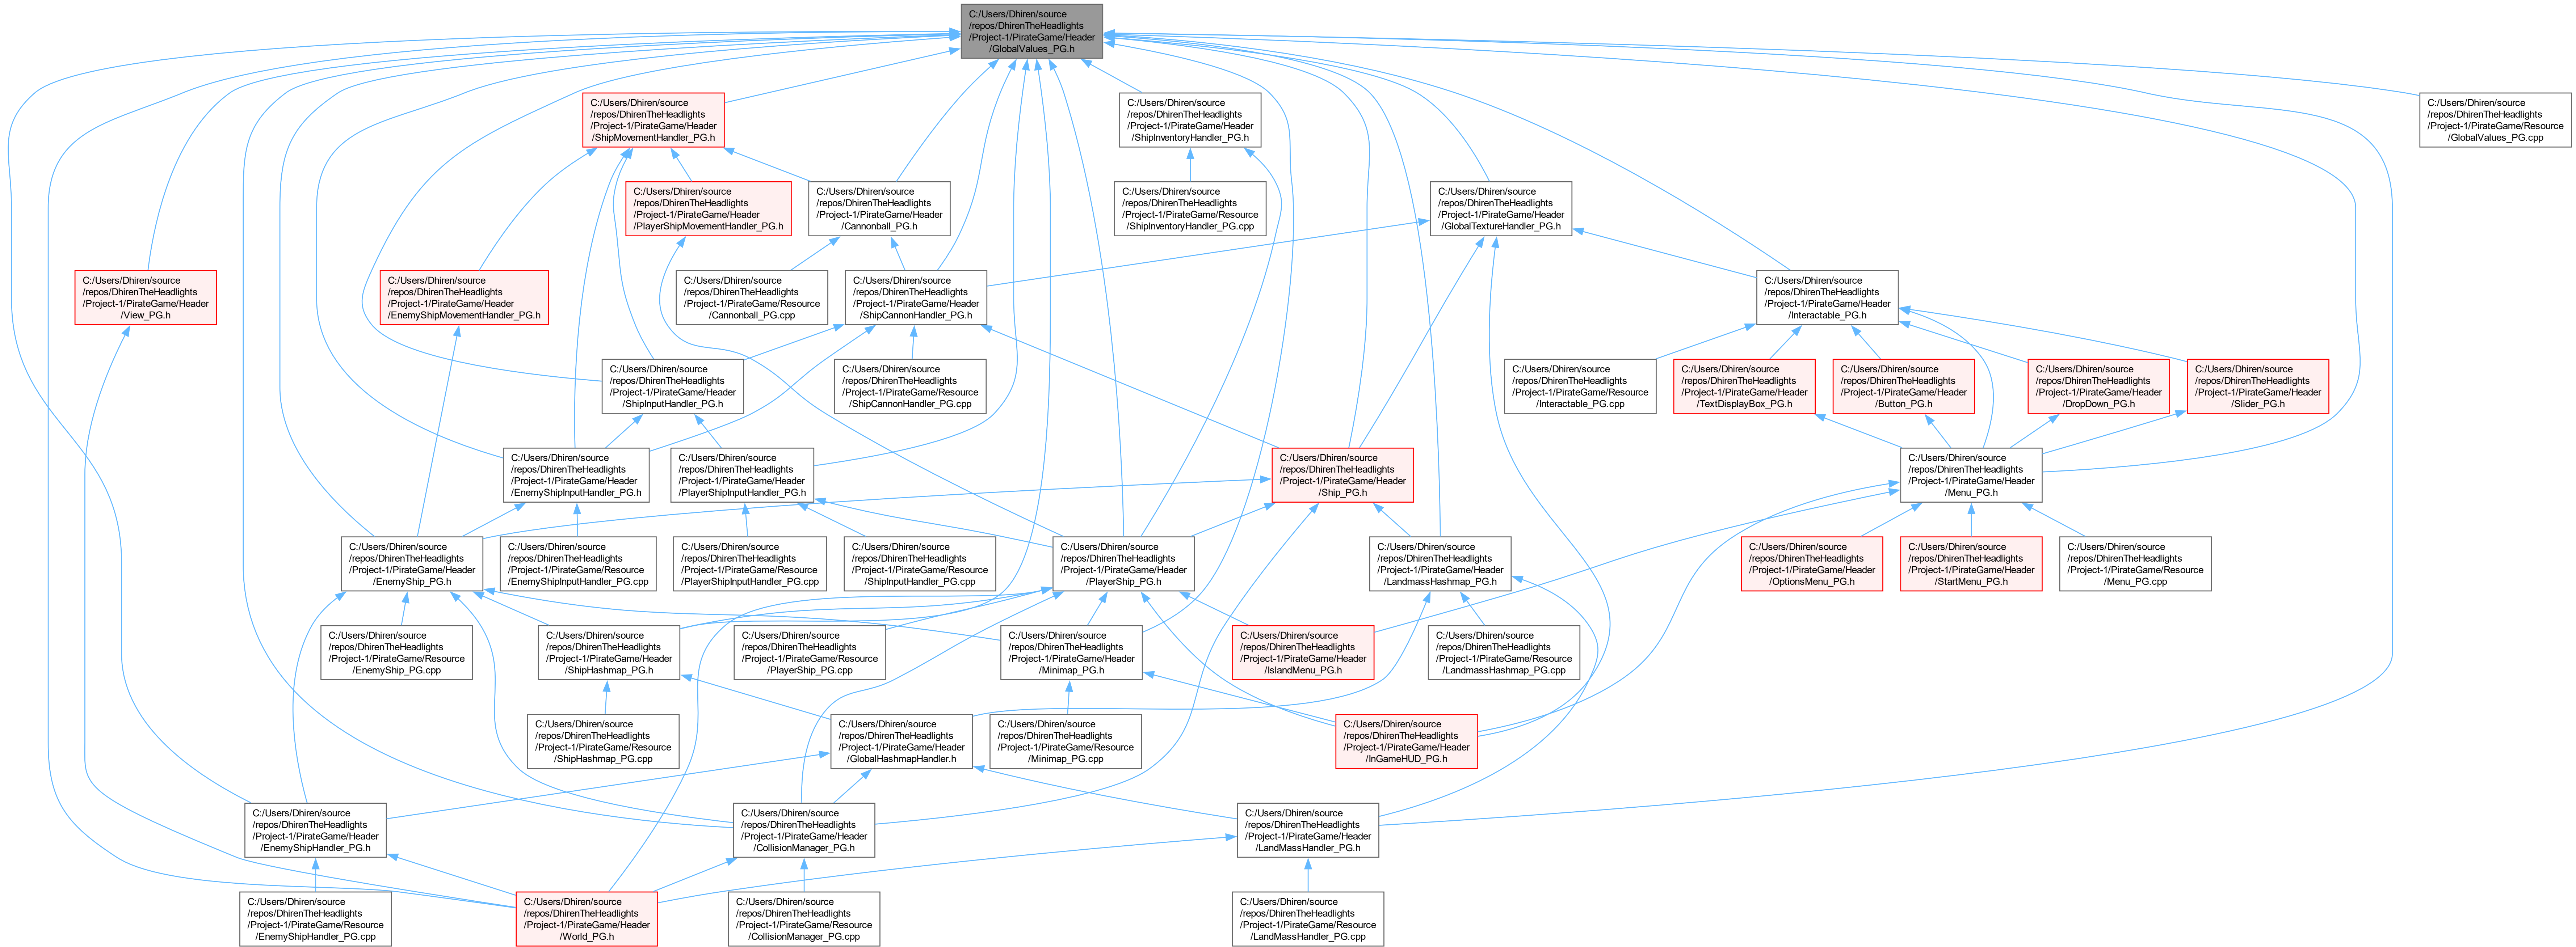 C:/Users/Dhiren/source
/repos/DhirenTheHeadlights
/Project-1/PirateGame/Header
/GlobalValues_PG.h
C:/Users/Dhiren/source
/repos/DhirenTheHeadlights
/Project-1/PirateGame/Header
/ShipMovementHandler_PG.h
C:/Users/Dhiren/source
/repos/DhirenTheHeadlights
/Project-1/PirateGame/Header
/ShipInventoryHandler_PG.h
C:/Users/Dhiren/source
/repos/DhirenTheHeadlights
/Project-1/PirateGame/Resource
/GlobalValues_PG.cpp
C:/Users/Dhiren/source
/repos/DhirenTheHeadlights
/Project-1/PirateGame/Header
/PlayerShipMovementHandler_PG.h
C:/Users/Dhiren/source
/repos/DhirenTheHeadlights
/Project-1/PirateGame/Header
/Cannonball_PG.h
C:/Users/Dhiren/source
/repos/DhirenTheHeadlights
/Project-1/PirateGame/Resource
/ShipInventoryHandler_PG.cpp
C:/Users/Dhiren/source
/repos/DhirenTheHeadlights
/Project-1/PirateGame/Header
/GlobalTextureHandler_PG.h
C:/Users/Dhiren/source
/repos/DhirenTheHeadlights
/Project-1/PirateGame/Header
/View_PG.h
C:/Users/Dhiren/source
/repos/DhirenTheHeadlights
/Project-1/PirateGame/Header
/EnemyShipMovementHandler_PG.h
C:/Users/Dhiren/source
/repos/DhirenTheHeadlights
/Project-1/PirateGame/Resource
/Cannonball_PG.cpp
C:/Users/Dhiren/source
/repos/DhirenTheHeadlights
/Project-1/PirateGame/Header
/ShipCannonHandler_PG.h
C:/Users/Dhiren/source
/repos/DhirenTheHeadlights
/Project-1/PirateGame/Header
/Interactable_PG.h
C:/Users/Dhiren/source
/repos/DhirenTheHeadlights
/Project-1/PirateGame/Header
/ShipInputHandler_PG.h
C:/Users/Dhiren/source
/repos/DhirenTheHeadlights
/Project-1/PirateGame/Resource
/ShipCannonHandler_PG.cpp
C:/Users/Dhiren/source
/repos/DhirenTheHeadlights
/Project-1/PirateGame/Resource
/Interactable_PG.cpp
C:/Users/Dhiren/source
/repos/DhirenTheHeadlights
/Project-1/PirateGame/Header
/TextDisplayBox_PG.h
C:/Users/Dhiren/source
/repos/DhirenTheHeadlights
/Project-1/PirateGame/Header
/Button_PG.h
C:/Users/Dhiren/source
/repos/DhirenTheHeadlights
/Project-1/PirateGame/Header
/DropDown_PG.h
C:/Users/Dhiren/source
/repos/DhirenTheHeadlights
/Project-1/PirateGame/Header
/Slider_PG.h
C:/Users/Dhiren/source
/repos/DhirenTheHeadlights
/Project-1/PirateGame/Header
/EnemyShipInputHandler_PG.h
C:/Users/Dhiren/source
/repos/DhirenTheHeadlights
/Project-1/PirateGame/Header
/PlayerShipInputHandler_PG.h
C:/Users/Dhiren/source
/repos/DhirenTheHeadlights
/Project-1/PirateGame/Header
/Ship_PG.h
C:/Users/Dhiren/source
/repos/DhirenTheHeadlights
/Project-1/PirateGame/Header
/Menu_PG.h
C:/Users/Dhiren/source
/repos/DhirenTheHeadlights
/Project-1/PirateGame/Header
/EnemyShip_PG.h
C:/Users/Dhiren/source
/repos/DhirenTheHeadlights
/Project-1/PirateGame/Resource
/EnemyShipInputHandler_PG.cpp
C:/Users/Dhiren/source
/repos/DhirenTheHeadlights
/Project-1/PirateGame/Resource
/PlayerShipInputHandler_PG.cpp
C:/Users/Dhiren/source
/repos/DhirenTheHeadlights
/Project-1/PirateGame/Resource
/ShipInputHandler_PG.cpp
C:/Users/Dhiren/source
/repos/DhirenTheHeadlights
/Project-1/PirateGame/Header
/PlayerShip_PG.h
C:/Users/Dhiren/source
/repos/DhirenTheHeadlights
/Project-1/PirateGame/Header
/LandmassHashmap_PG.h
C:/Users/Dhiren/source
/repos/DhirenTheHeadlights
/Project-1/PirateGame/Header
/OptionsMenu_PG.h
C:/Users/Dhiren/source
/repos/DhirenTheHeadlights
/Project-1/PirateGame/Header
/StartMenu_PG.h
C:/Users/Dhiren/source
/repos/DhirenTheHeadlights
/Project-1/PirateGame/Resource
/Menu_PG.cpp
C:/Users/Dhiren/source
/repos/DhirenTheHeadlights
/Project-1/PirateGame/Resource
/EnemyShip_PG.cpp
C:/Users/Dhiren/source
/repos/DhirenTheHeadlights
/Project-1/PirateGame/Header
/ShipHashmap_PG.h
C:/Users/Dhiren/source
/repos/DhirenTheHeadlights
/Project-1/PirateGame/Resource
/PlayerShip_PG.cpp
C:/Users/Dhiren/source
/repos/DhirenTheHeadlights
/Project-1/PirateGame/Header
/Minimap_PG.h
C:/Users/Dhiren/source
/repos/DhirenTheHeadlights
/Project-1/PirateGame/Header
/IslandMenu_PG.h
C:/Users/Dhiren/source
/repos/DhirenTheHeadlights
/Project-1/PirateGame/Resource
/LandmassHashmap_PG.cpp
C:/Users/Dhiren/source
/repos/DhirenTheHeadlights
/Project-1/PirateGame/Resource
/ShipHashmap_PG.cpp
C:/Users/Dhiren/source
/repos/DhirenTheHeadlights
/Project-1/PirateGame/Header
/GlobalHashmapHandler.h
C:/Users/Dhiren/source
/repos/DhirenTheHeadlights
/Project-1/PirateGame/Resource
/Minimap_PG.cpp
C:/Users/Dhiren/source
/repos/DhirenTheHeadlights
/Project-1/PirateGame/Header
/InGameHUD_PG.h
C:/Users/Dhiren/source
/repos/DhirenTheHeadlights
/Project-1/PirateGame/Header
/EnemyShipHandler_PG.h
C:/Users/Dhiren/source
/repos/DhirenTheHeadlights
/Project-1/PirateGame/Header
/CollisionManager_PG.h
C:/Users/Dhiren/source
/repos/DhirenTheHeadlights
/Project-1/PirateGame/Header
/LandMassHandler_PG.h
C:/Users/Dhiren/source
/repos/DhirenTheHeadlights
/Project-1/PirateGame/Resource
/EnemyShipHandler_PG.cpp
C:/Users/Dhiren/source
/repos/DhirenTheHeadlights
/Project-1/PirateGame/Header
/World_PG.h
C:/Users/Dhiren/source
/repos/DhirenTheHeadlights
/Project-1/PirateGame/Resource
/CollisionManager_PG.cpp
C:/Users/Dhiren/source
/repos/DhirenTheHeadlights
/Project-1/PirateGame/Resource
/LandMassHandler_PG.cpp